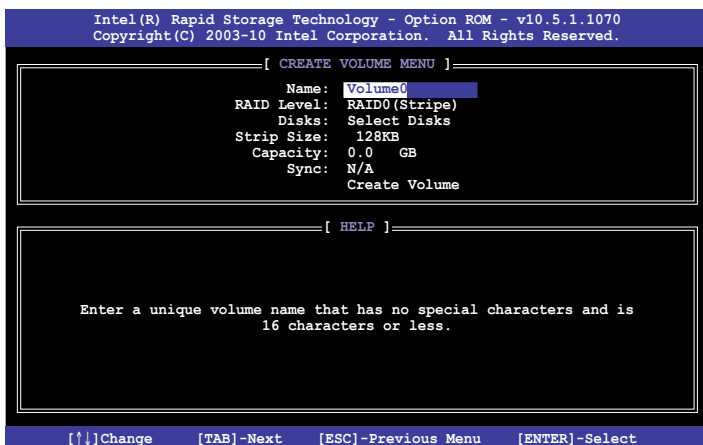 Intel(R) Rapid Storage Technology - Option ROM - v10.5.1.1070
Copyright(C) 2003-10 Intel Corporation. All Rights Reserved.
[ CREATE VOLUME MENU ]
Name: Volume0
RAID Level: RAID0(Stripe)
Disks: Select Disks
Strip Size: 128KB
Capacity: 0.0 GB
Sync: N/A
Create Volume
[ HELP ]
Enter a unique volume name that has no special characters and is
16 characters or less.
[↑↓]Change [TAB]-Next [ESC]-Previous Menu [ENTER]-Select